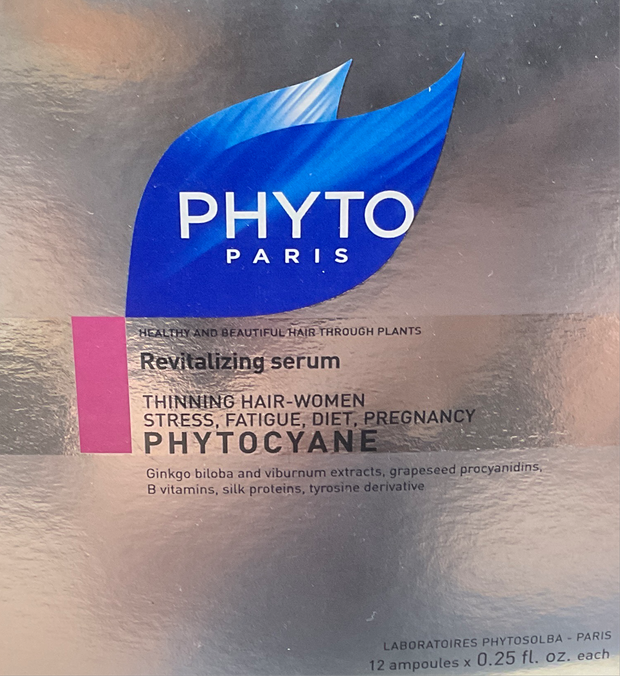 PHYTO
PARIS
HEALTHY AND BEAUTIFUL HAIR THROUGH PLANTS
Revitalizing serum
THINNING HAIR-WOMEN
STRESS, FATIGUE, DIET, PREGNANCY
PHYTOCYANE
Ginkgo biloba and viburnum extracts, grapeseed procyanidins,
B vitamins, silk proteins, tyrosine derivative
LABORATOIRES PHYTOSOLBA - PARIS
12 ampoules x 0.25 fl. oz. each